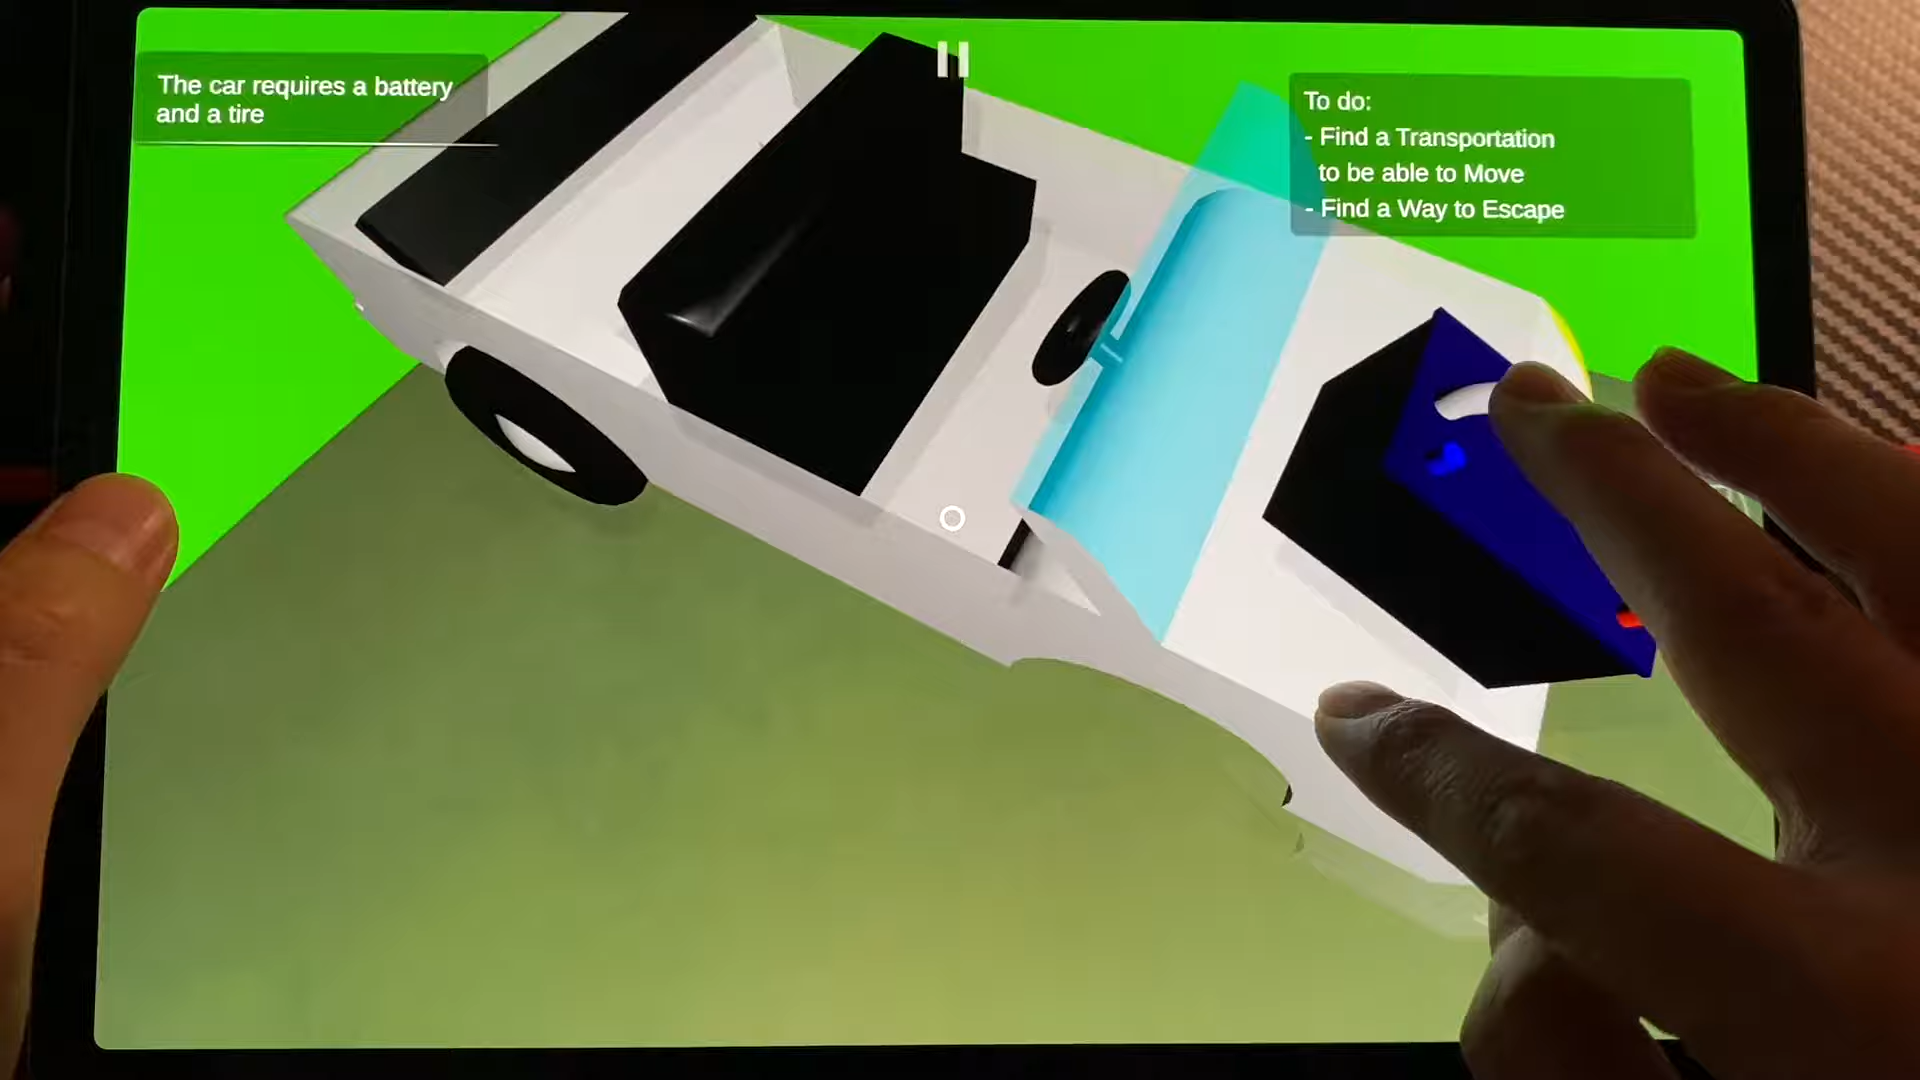 The car requires a battery
and a tire
To do:
- Find a Transportation
to be able to Move
- Find a Way to Escape